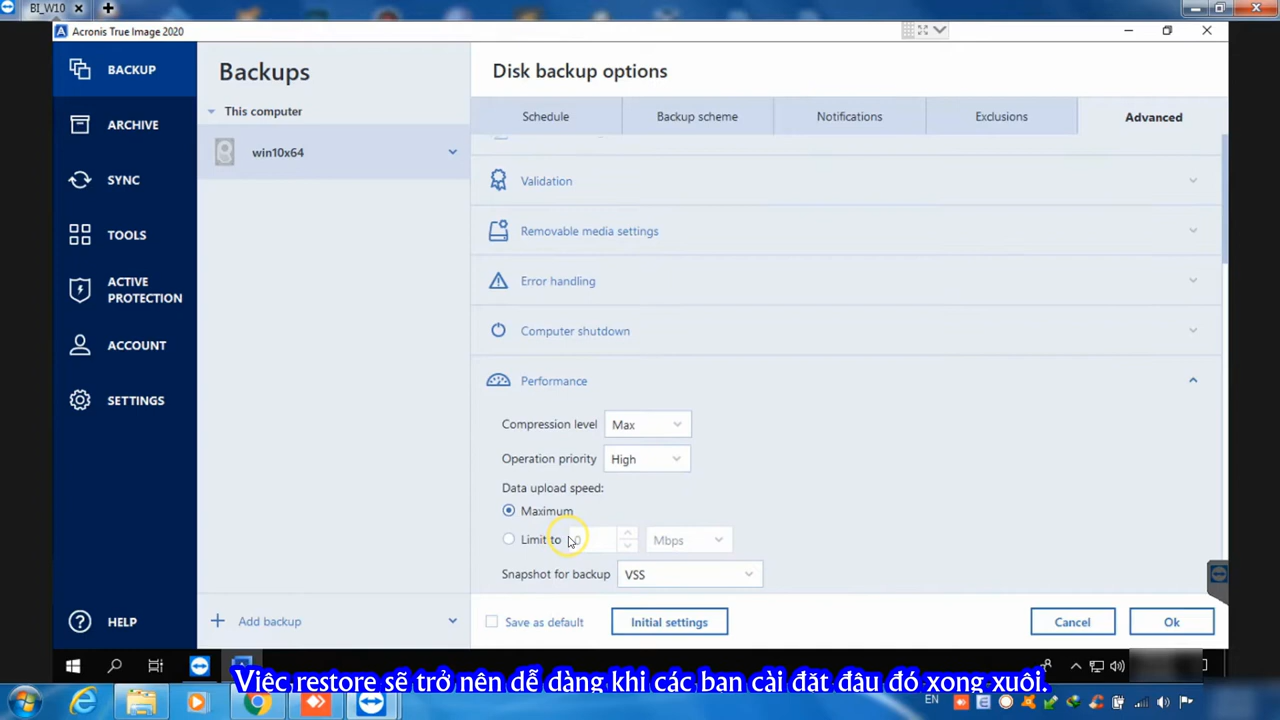 BI_W10
Acronis True Image 2020
BACKUP
ARCHIVE
SYNC
TOOLS
ACTIVE
PROTECTION
ACCOUNT
SETTINGS
HELP
Backups
This computer
win10x64
Add backup
Disk backup options
Schedule
Backup scheme
Notifications
Exclusions
Advanced
Validation
Removable media settings
Error handling
Computer shutdown
Performance
Compression level Max
Operation priority High
Data upload speed:
Maximum
Limit to 0 Mbps
Snapshot for backup VSS
Save as default
Initial settings
Cancel
Ok
Việc restore sẽ trở nên dễ dàng khi các bạn cài đặt đâu đó xong xuôi.
EN